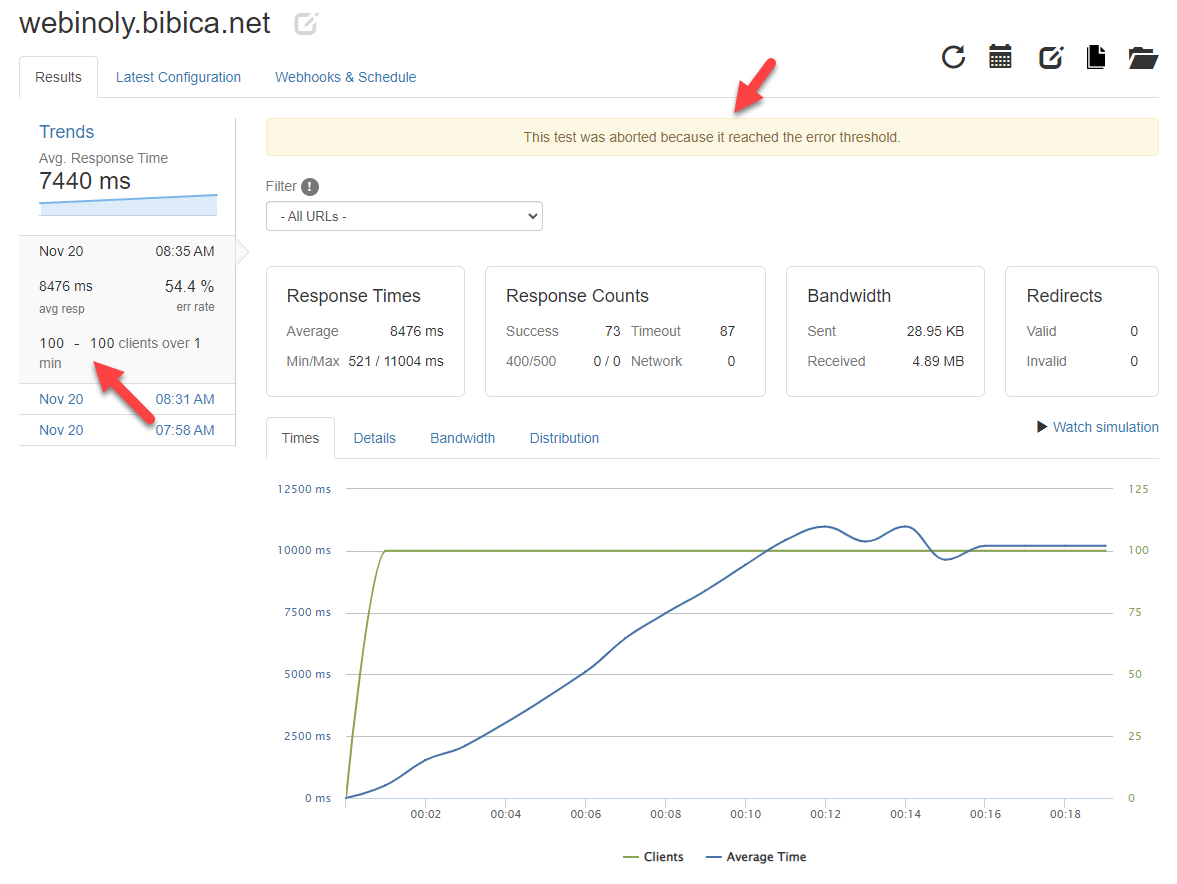 webinoly.bibica.net
Results Latest Configuration Webhooks & Schedule
Trends
Avg. Response Time
7440 ms
Nov 20 08:35 AM
8476 ms 54.4 %
avg resp err rate
100 - 100 clients over 1
min
Nov 20 08:31 AM
Nov 20 07:58 AM
This test was aborted because it reached the error threshold.
Filter !
- All URLs -
Response Times
Average 8476 ms
Min/Max 521 / 11004 ms
Response Counts
Success 73 Timeout 87
400/500 0 / 0 Network 0
Bandwidth
Sent 28.95 KB
Received 4.89 MB
Redirects
Valid 0
Invalid 0
Times Details Bandwidth Distribution
Watch simulation
12500 ms 125
10000 ms 100
7500 ms 75
5000 ms 50
2500 ms 25
0 ms 0
00:02 00:04 00:06 00:08 00:10 00:12 00:14 00:16 00:18
Clients Average Time